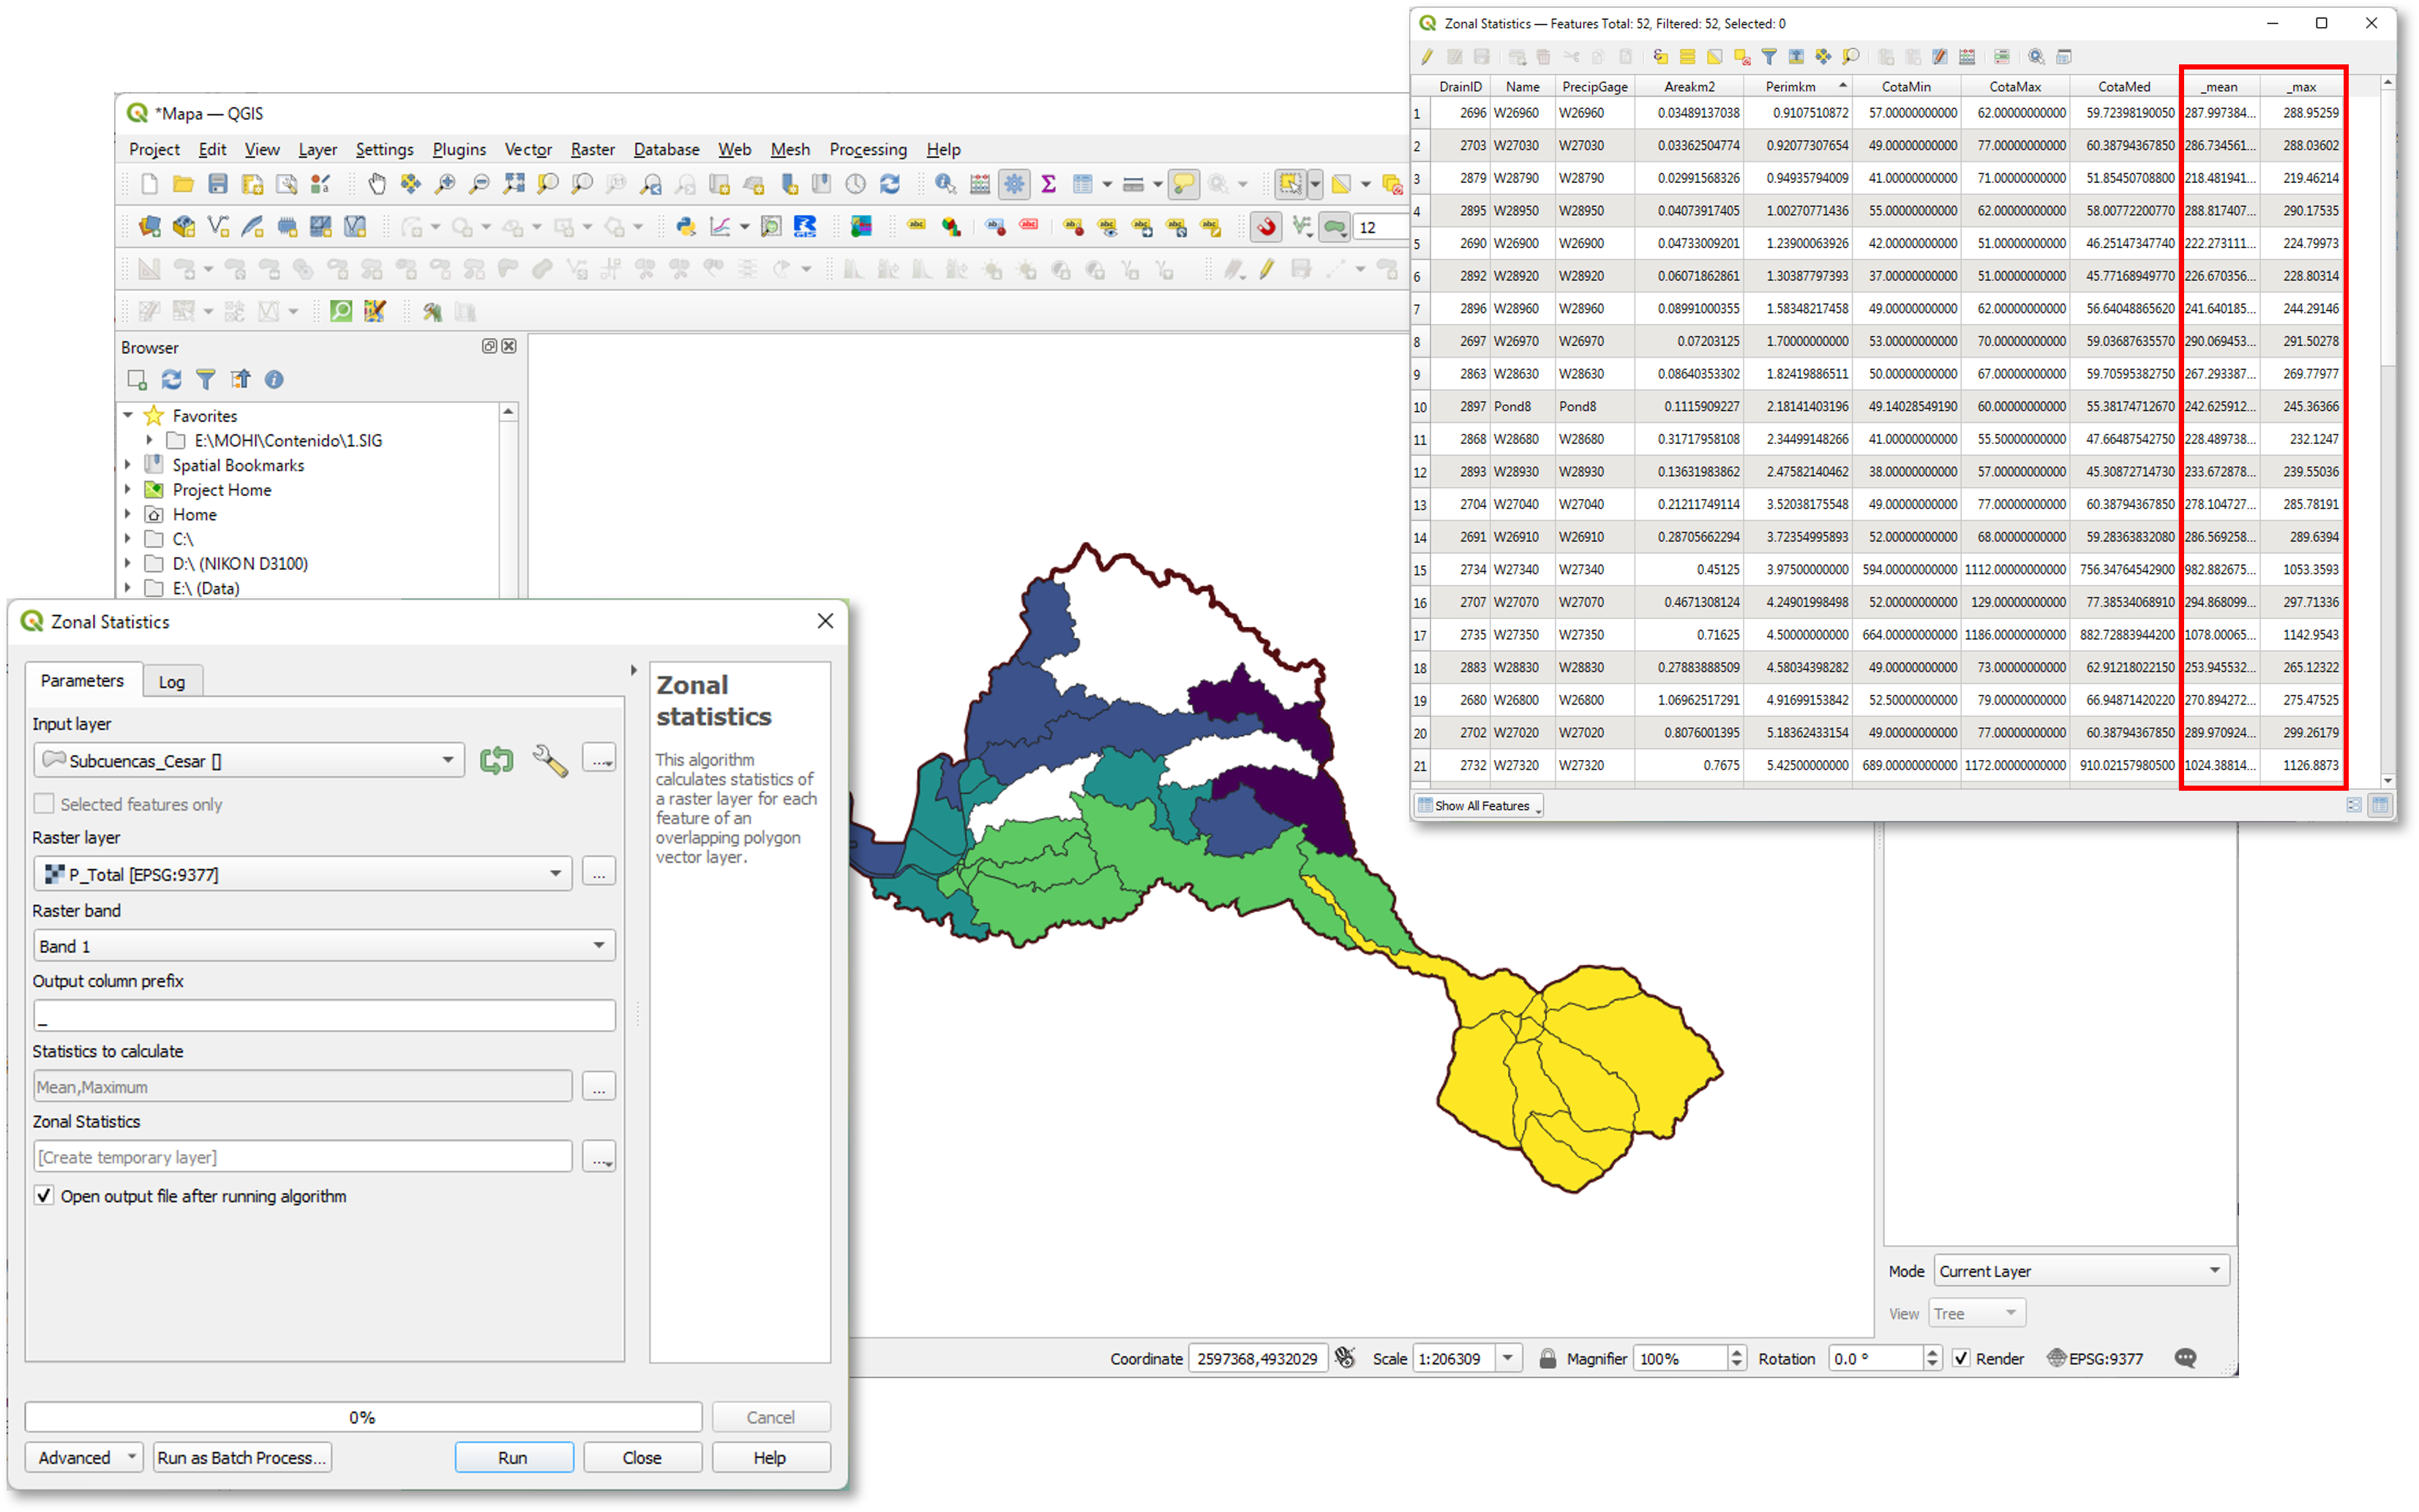 *Mapa — QGIS
Project Edit View Layer Settings Plugins Vector Raster Database Web Mesh Processing Help
12
Browser
Favorites
E:\MOHI\Contenido\1.SIG
Spatial Bookmarks
Project Home
Home
C:\
D:\ (NIKON D3100)
E:\ (Data)
Zonal Statistics
Parameters Log
Input layer
Subcuencas_Cesar []
Selected features only
Raster layer
P_Total [EPSG:9377]
...
Raster band
Band 1
Output column prefix
_
Statistics to calculate
Mean,Maximum
...
Zonal Statistics
[Create temporary layer]
...
Open output file after running algorithm
Zonal
statistics
This algorithm
calculates statistics of
a raster layer for each
feature of an
overlapping polygon
vector layer.
0%
Cancel
Advanced Run as Batch Process... Run Close Help
Zonal Statistics — Features Total: 52, Filtered: 52, Selected: 0
DrainID Name PrecipGage Areakm2 Perimkm CotaMin CotaMax CotaMed _mean _max
1 2696 W26960 W26960 0.03489137038 0.9107510872 57.00000000000 62.00000000000 59.72398190050 287.997384... 288.95259
2 2703 W27030 W27030 0.03362504774 0.92077307654 49.00000000000 77.00000000000 60.38794367850 286.734561... 288.03602
3 2879 W28790 W28790 0.02991568326 0.94935794009 41.00000000000 71.00000000000 51.85450708800 218.481941... 219.46214
4 2895 W28950 W28950 0.04073917405 1.00270771436 55.00000000000 62.00000000000 58.00772200770 288.817407... 290.17535
5 2690 W26900 W26900 0.04733009201 1.23900063926 42.00000000000 51.00000000000 46.25147347740 222.273111... 224.79973
6 2892 W28920 W28920 0.06071862861 1.30387797393 37.00000000000 51.00000000000 45.77168949770 226.670356... 228.80314
7 2896 W28960 W28960 0.08991000355 1.58348217458 49.00000000000 62.00000000000 56.64048865620 241.640185... 244.29146
8 2697 W26970 W26970 0.07203125 1.70000000000 53.00000000000 70.00000000000 59.03687635570 290.069453... 291.50278
9 2863 W28630 W28630 0.08640353302 1.82419886511 50.00000000000 67.00000000000 59.70595382750 267.293387... 269.77977
10 2897 Pond8 Pond8 0.1115909227 2.18141403196 49.14028549190 60.00000000000 55.38174712670 242.625912... 245.36366
11 2868 W28680 W28680 0.31717958108 2.34499148266 41.00000000000 55.50000000000 47.66487542750 228.489738... 232.1247
12 2893 W28930 W28930 0.13631983862 2.47582140462 38.00000000000 57.00000000000 45.30872714730 233.672878... 239.55036
13 2704 W27040 W27040 0.21211749114 3.52038175548 49.00000000000 77.00000000000 60.38794367850 278.104727... 285.78191
14 2691 W26910 W26910 0.28705662294 3.72354995893 52.00000000000 68.00000000000 59.28363832080 286.569258... 289.6394
15 2734 W27340 W27340 0.45125 3.97500000000 594.00000000000 1112.00000000000 756.34764542900 982.882675... 1053.3593
16 2707 W27070 W27070 0.4671308124 4.24901998498 52.00000000000 129.00000000000 77.38534068910 294.868099... 297.71336
17 2735 W27350 W27350 0.71625 4.50000000000 664.00000000000 1186.00000000000 882.72883944200 1078.00065... 1142.9543
18 2883 W28830 W28830 0.27883888509 4.58034398282 49.00000000000 73.00000000000 62.91218022150 253.945532... 265.12322
19 2680 W26800 W26800 1.06962517291 4.91699153842 52.50000000000 79.00000000000 66.94871420220 270.894272... 275.47525
20 2702 W27020 W27020 0.8076001395 5.18362433154 49.00000000000 77.00000000000 60.38794367850 289.970924... 299.26179
21 2732 W27320 W27320 0.7675 5.42500000000 689.00000000000 1172.00000000000 910.02157980500 1024.38814... 1126.8873
Show All Features
Mode Current Layer
View Tree
Coordinate 2597368,4932029 Scale 1:206309 Magnifier 100% Rotation 0.0 ° Render EPSG:9377